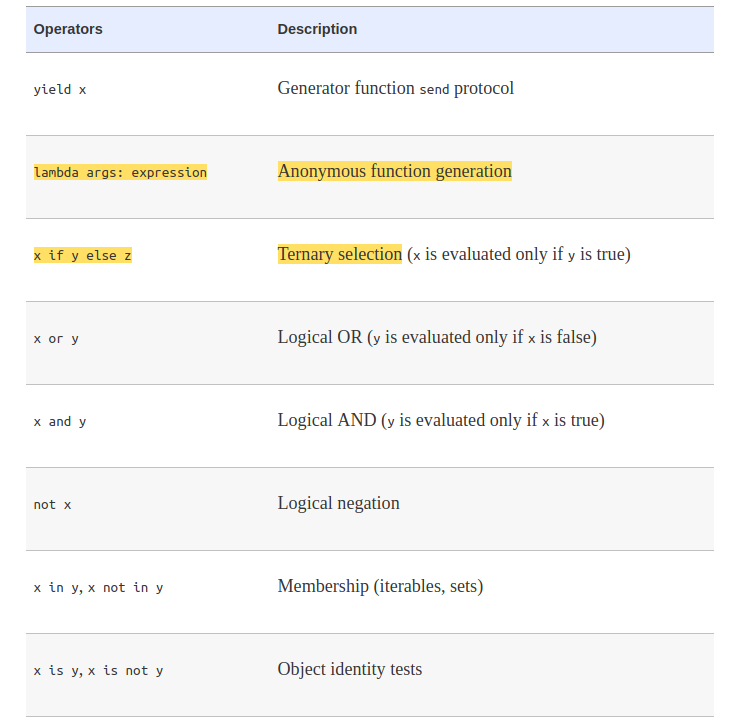 Operators Description
yield x Generator function send protocol
lambda args: expression Anonymous function generation
x if y else z Ternary selection (x is evaluated only if y is true)
x or y Logical OR (y is evaluated only if x is false)
x and y Logical AND (y is evaluated only if x is true)
not x Logical negation
x in y, x not in y Membership (iterables, sets)
x is y, x is not y Object identity tests